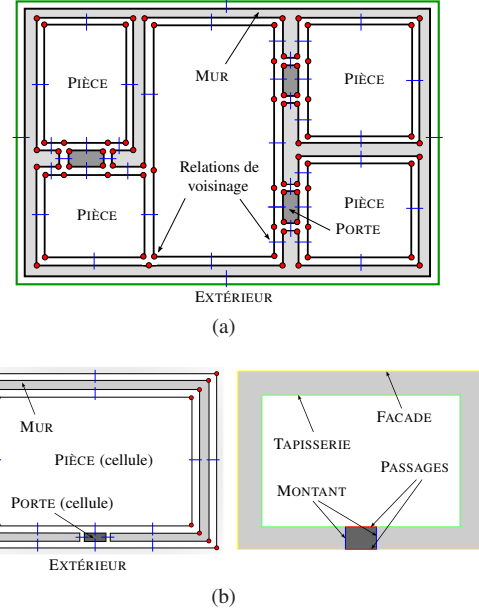 MUR
PIÈCE
PIÈCE
Relations de
voisinage
PIÈCE
PIÈCE
PORTE
EXTÉRIEUR
(a)
MUR
PIÈCE (cellule)
PORTE (cellule)
EXTÉRIEUR
FACADE
TAPISSERIE
PASSAGES
MONTANT
(b)